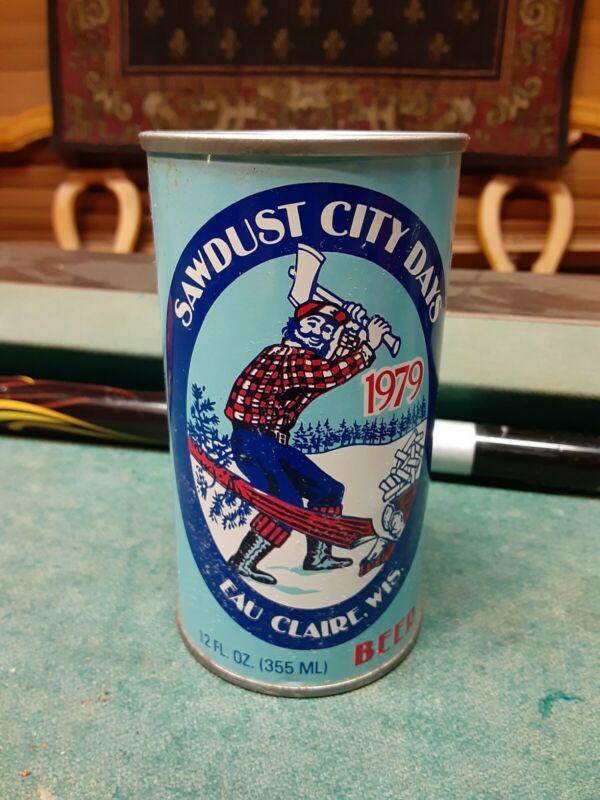 SAWDUST CITY DAYS
1979
EAU CLAIRE, WIS.
12 FL. OZ. (355 ML)
BEER